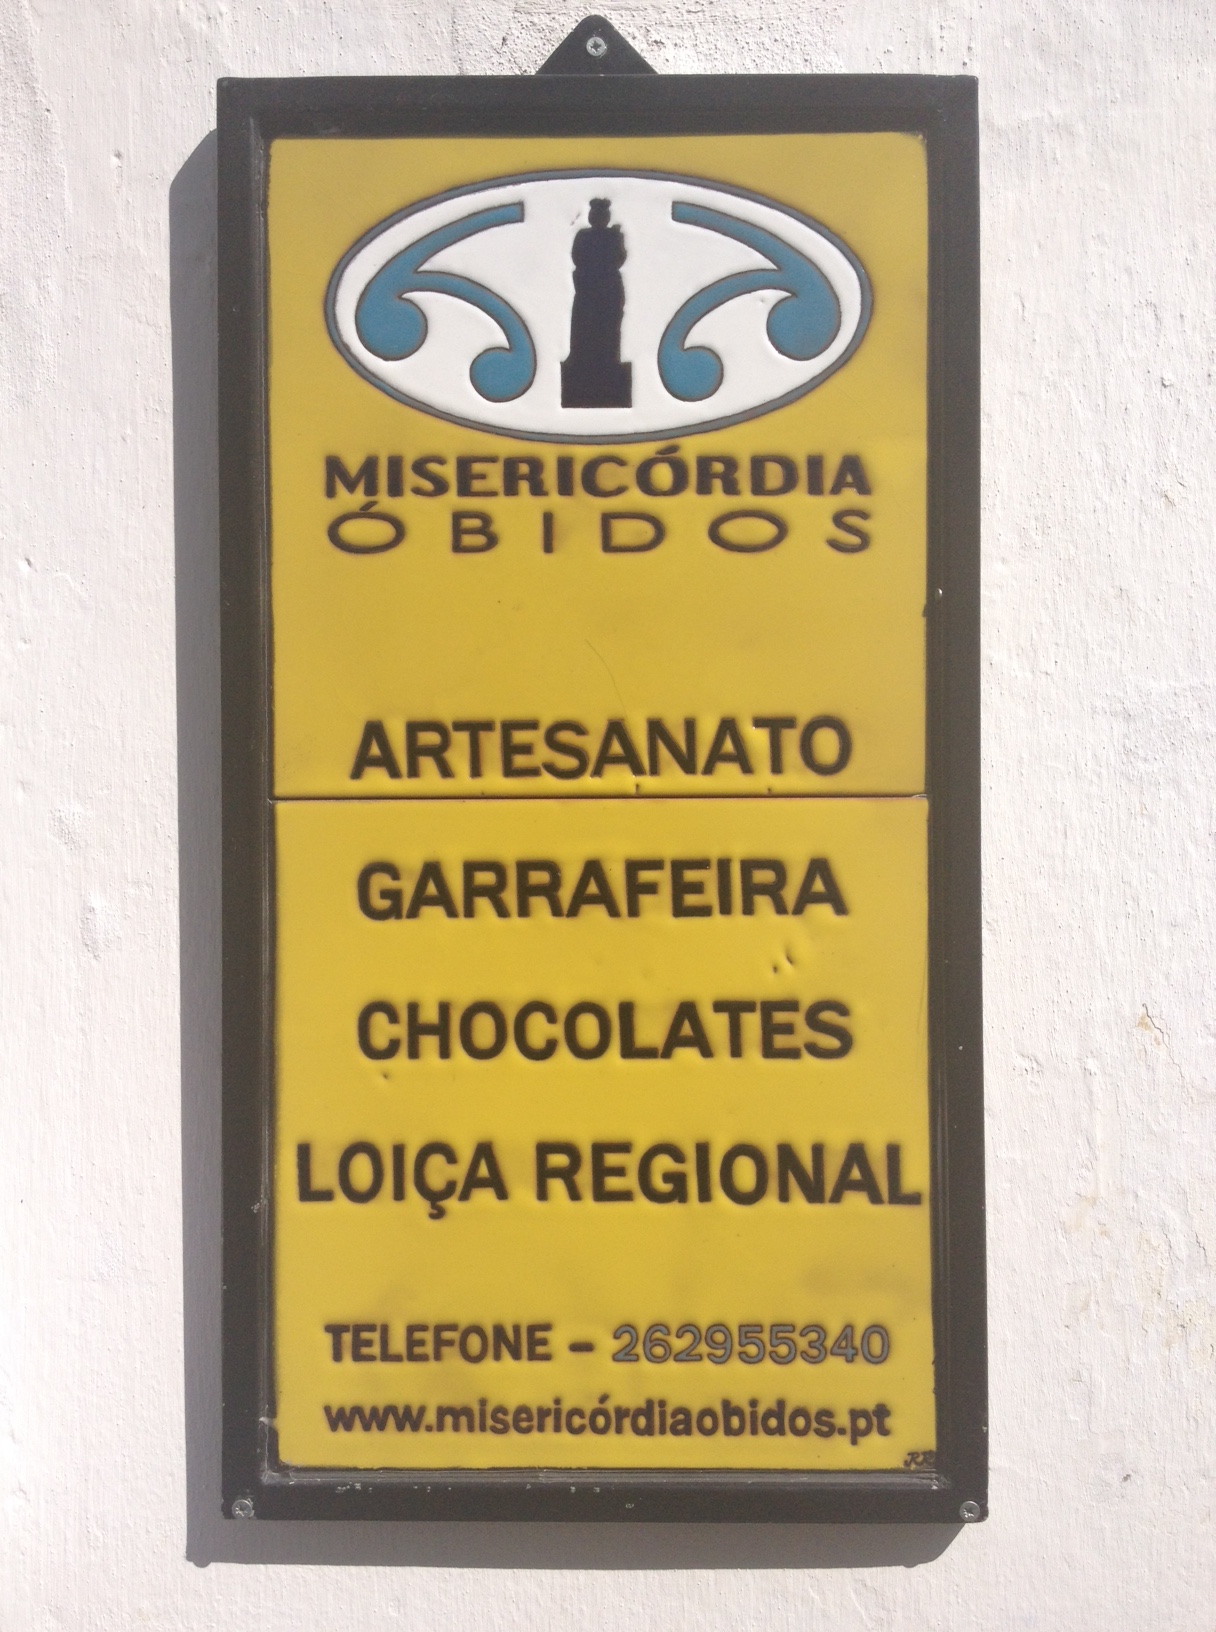 MISERICÓRDIA
ÓBIDOS
ARTESANATO
GARRAFEIRA
CHOCOLATES
LOIÇA REGIONAL
TELEFONE - 262955340
www.misericórdiaobidos.pt